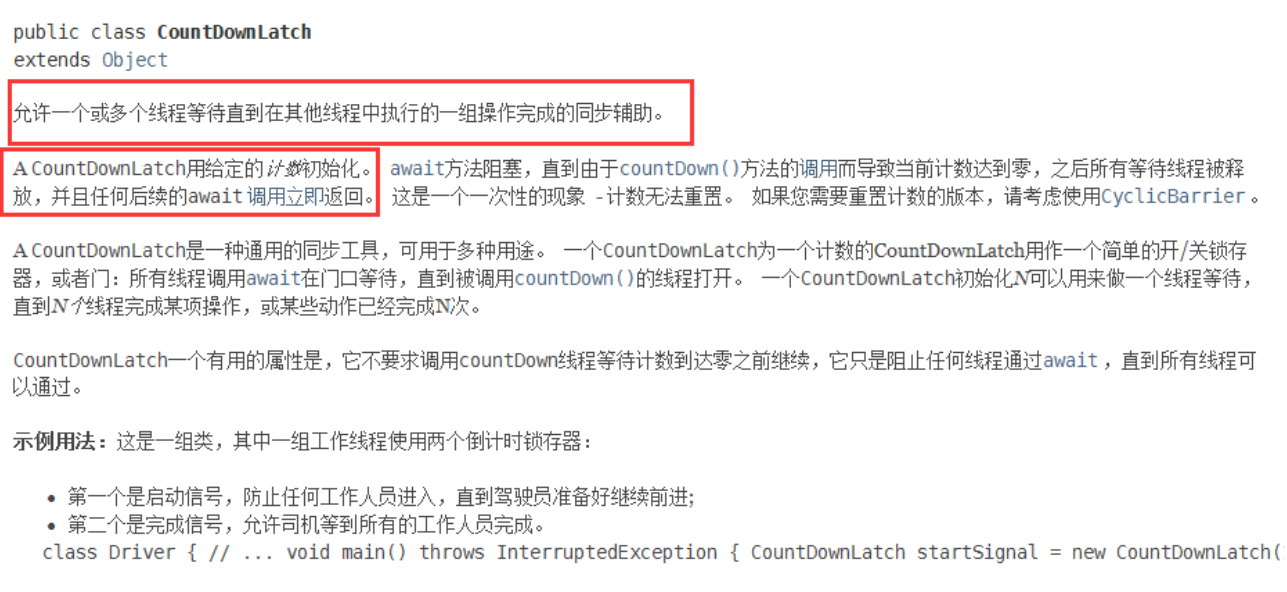 public class CountDownLatch
extends Object
允许一个或多个线程等待直到在其他线程中执行的一组操作完成的同步辅助。
A CountDownLatch用给定的计数初始化。 await方法阻塞，直到由于countDown()方法的调用而导致当前计数达到零，之后所有等待线程被释
放，并且任何后续的await 调用立即返回。 这是一个一次性的现象 - 计数无法重置。 如果您需要重置计数的版本，请考虑使用CyclicBarrier 。
A CountDownLatch是一种通用的同步工具，可用于多种用途。 一个CountDownLatch为一个计数的CountDownLatch用作一个简单的开/关锁存
器，或者门：所有线程调用await在门口等待，直到被调用countDown()的线程打开。 一个CountDownLatch初始化N可以用来做一个线程等待，
直到N个线程完成某项操作，或某些动作已经完成N次。
CountDownLatch一个有用的属性是，它不要求调用countDown线程等待计数到达零之前继续，它只是阻止任何线程通过await ，直到所有线程可
以通过。
示例用法：这是一组类，其中一组工作线程使用两个倒计时锁存器：
• 第一个是启动信号，防止任何工作人员进入，直到驾驶员准备好继续前进;
• 第二个是完成信号，允许司机等到所有的工作人员完成。
class Driver { // ... void main() throws InterruptedException { CountDownLatch startSignal = new CountDownLatch(